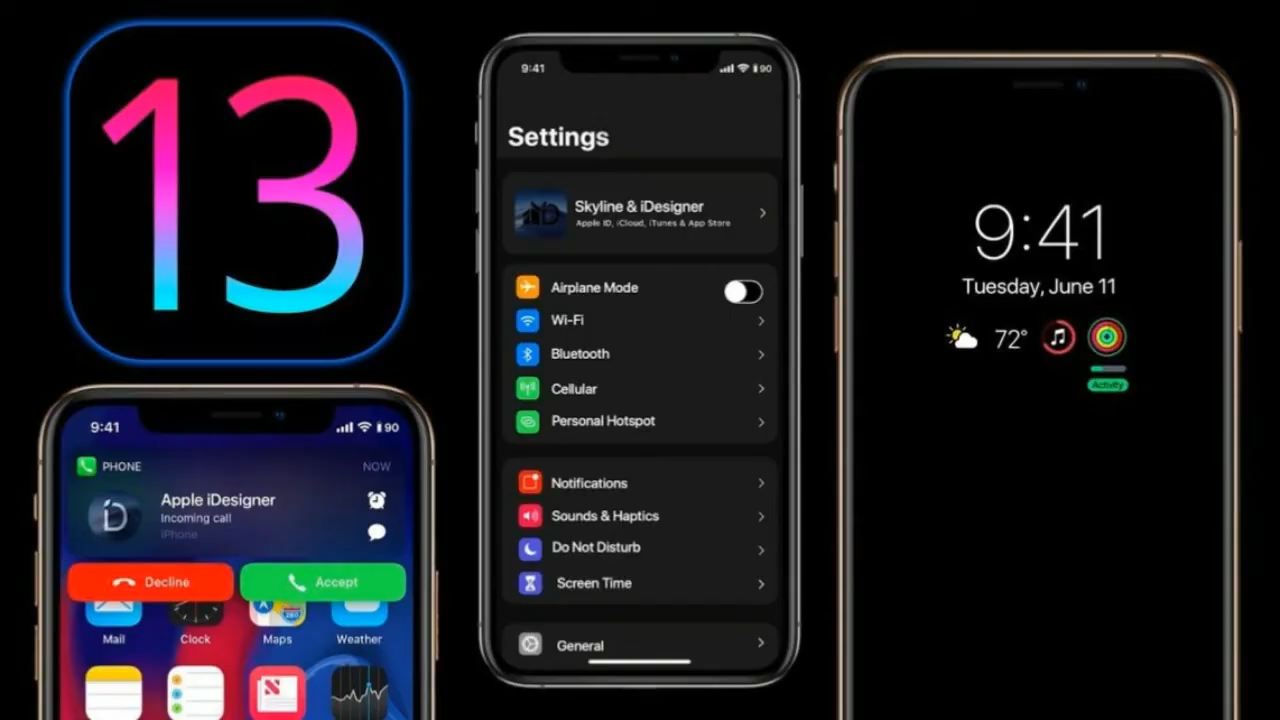 13
9:41
90
PHONE
NOW
Apple iDesigner
Incoming call
iPhone
Decline
Accept
Mail
Clock
Maps
Weather
9:41
90
Settings
Skyline & iDesigner
Apple ID, iCloud, iTunes & App Store
Airplane Mode
Wi-Fi
Bluetooth
Cellular
Personal Hotspot
Notifications
Sounds & Haptics
Do Not Disturb
Screen Time
General
9:41
Tuesday, June 11
72°
Activity